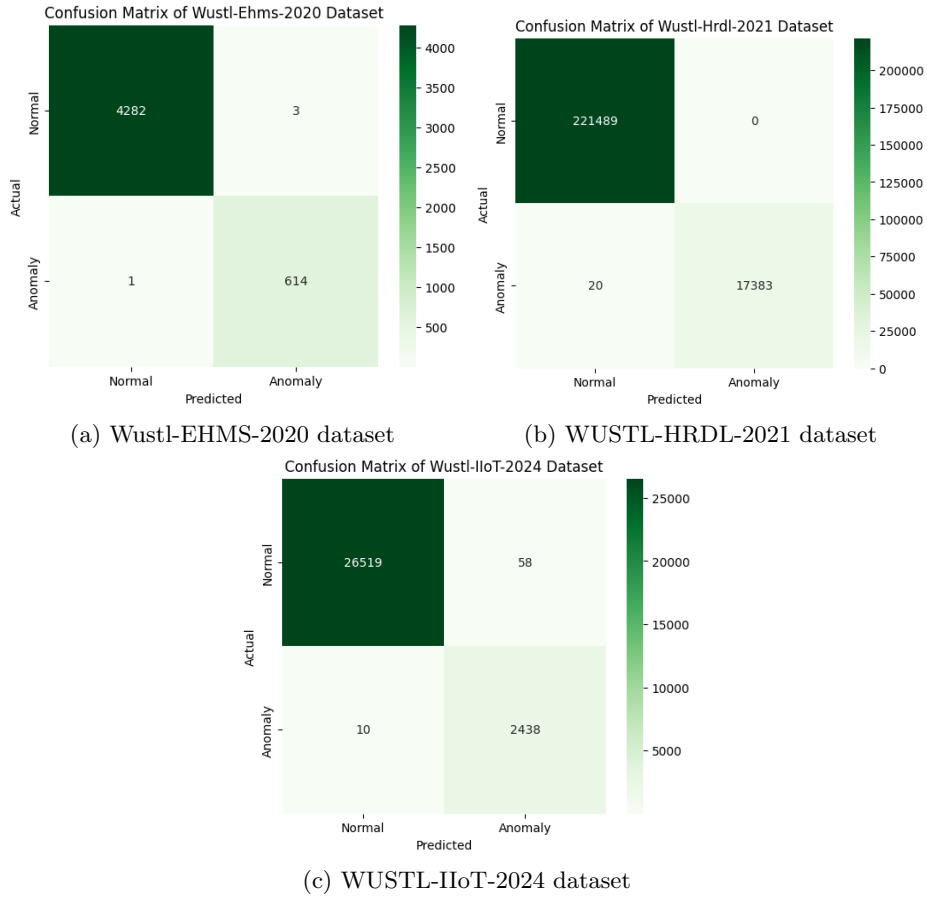 Confusion Matrix of Wustl-Ehms-2020 Dataset
Actual
Normal
Anomaly
4282
3
1
614
Normal
Anomaly
Predicted
4000
3500
3000
2500
2000
1500
1000
500
(a) Wustl-EHMS-2020 dataset
Confusion Matrix of Wustl-Hrdl-2021 Dataset
Actual
Normal
Anomaly
221489
0
20
17383
Normal
Anomaly
Predicted
200000
175000
150000
125000
100000
75000
50000
25000
0
(b) WUSTL-HRDL-2021 dataset
Confusion Matrix of Wustl-IIoT-2024 Dataset
Actual
Normal
Anomaly
26519
58
10
2438
Normal
Anomaly
Predicted
25000
20000
15000
10000
5000
(c) WUSTL-IIoT-2024 dataset